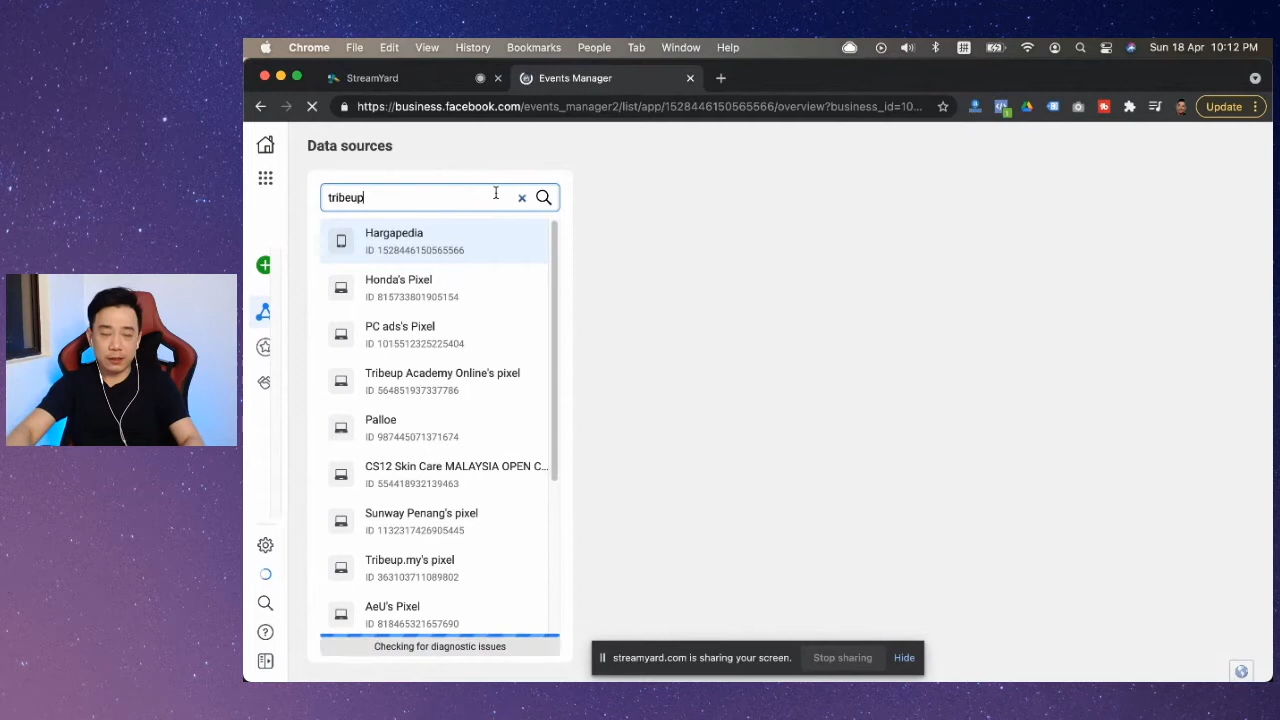 Chrome File Edit View History Bookmarks People Tab Window Help Sun 18 Apr 10:12 PM
StreamYard Events Manager
https://business.facebook.com/events_manager2/list/app/1528446150565566/overview?business_id=10... Update
Data sources
tribeup
Hargapedia
ID 1528446150565566
Honda's Pixel
ID 815733801905154
PC ads's Pixel
ID 1015512325225404
Tribeup Academy Online's pixel
ID 564851937337786
Palloe
ID 987445071371674
CS12 Skin Care MALAYSIA OPEN C...
ID 554418932139463
Sunway Penang's pixel
ID 1132317426905445
Tribeup.my's pixel
ID 363103711089802
AeU's Pixel
ID 818465321657690
Checking for diagnostic issues
streamyard.com is sharing your screen. Stop sharing Hide